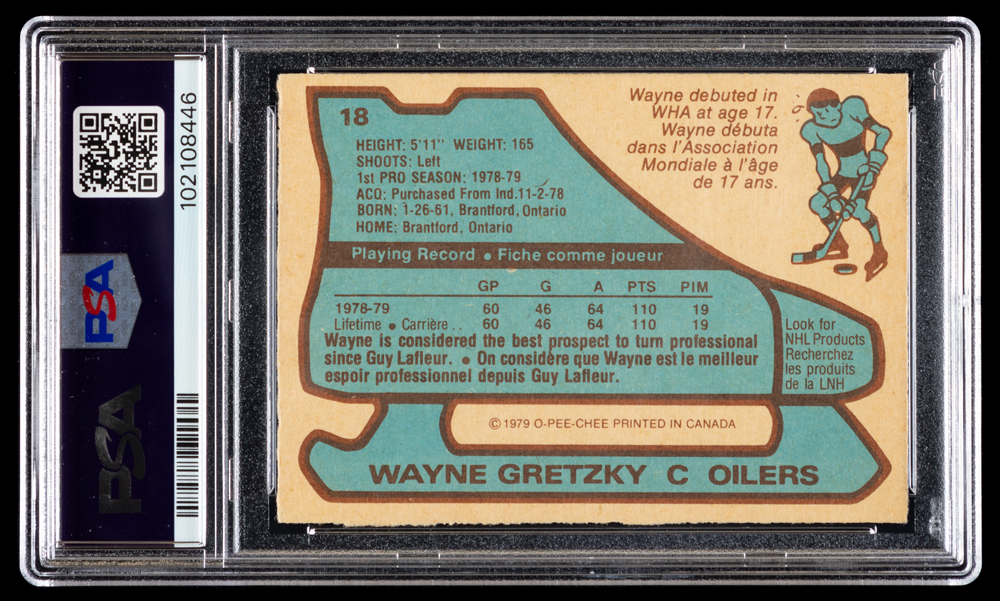 102108446
PSA
PSA
18
HEIGHT: 5'11" WEIGHT: 165
SHOOTS: Left
1st PRO SEASON: 1978-79
ACQ: Purchased From Ind. 11-2-78
BORN: 1-26-61, Brantford, Ontario
HOME: Brantford, Ontario
Wayne debuted in
WHA at age 17.
Wayne débuta
dans l'Association
Mondiale à l'âge
de 17 ans.
Playing Record • Fiche comme joueur
GP G A PTS PIM
1978-79 60 46 64 110 19
Lifetime • Carrière . . 60 46 64 110 19
Wayne is considered the best prospect to turn professional
since Guy Lafleur. • On considère que Wayne est le meilleur
espoir professionnel depuis Guy Lafleur.
Look for
NHL Products
Recherchez
les produits
de la LNH
© 1979 O-PEE-CHEE PRINTED IN CANADA
WAYNE GRETZKY C OILERS